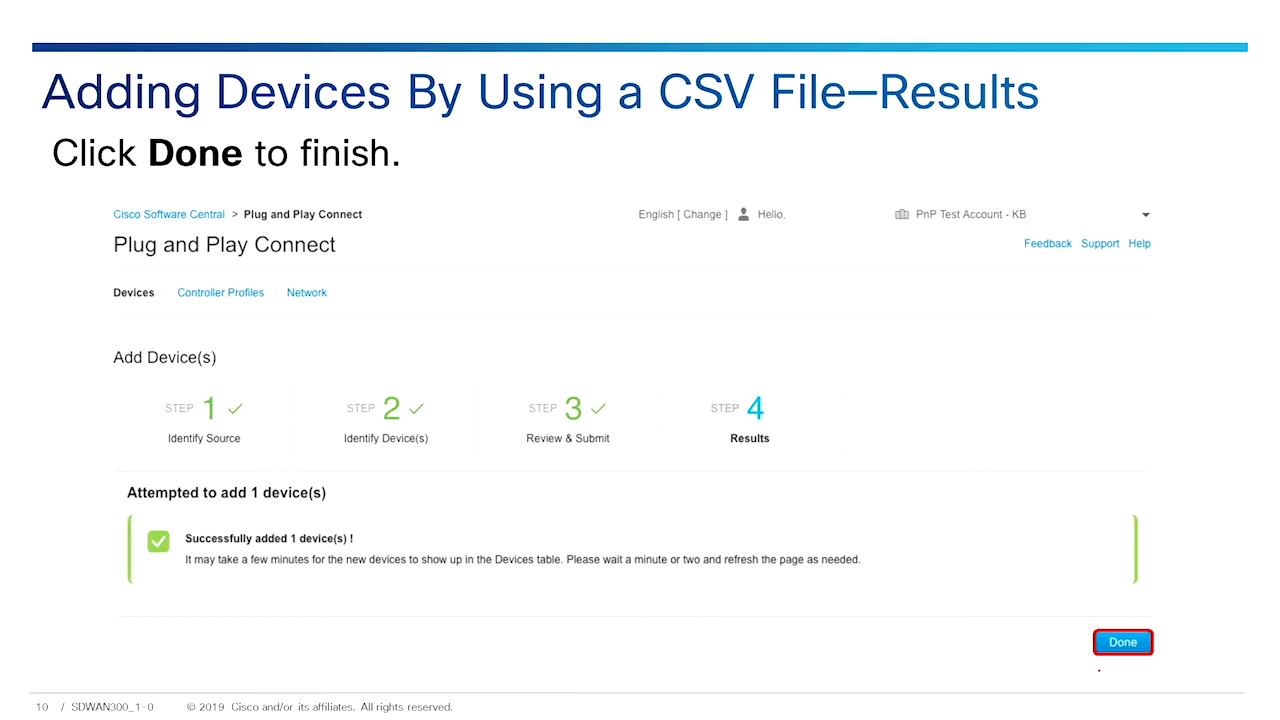 Adding Devices By Using a CSV File—Results
Click Done to finish.
Cisco Software Central > Plug and Play Connect English [ Change ] Hello, PnP Test Account - KB
Plug and Play Connect Feedback Support Help
Devices Controller Profiles Network
Add Device(s)
STEP 1 STEP 2 STEP 3 STEP 4
Identify Source Identify Device(s) Review & Submit Results
Attempted to add 1 device(s)
Successfully added 1 device(s) !
It may take a few minutes for the new devices to show up in the Devices table. Please wait a minute or two and refresh the page as needed.
Done
10 / SDWAN300_1-0 © 2019 Cisco and/or its affiliates. All rights reserved.